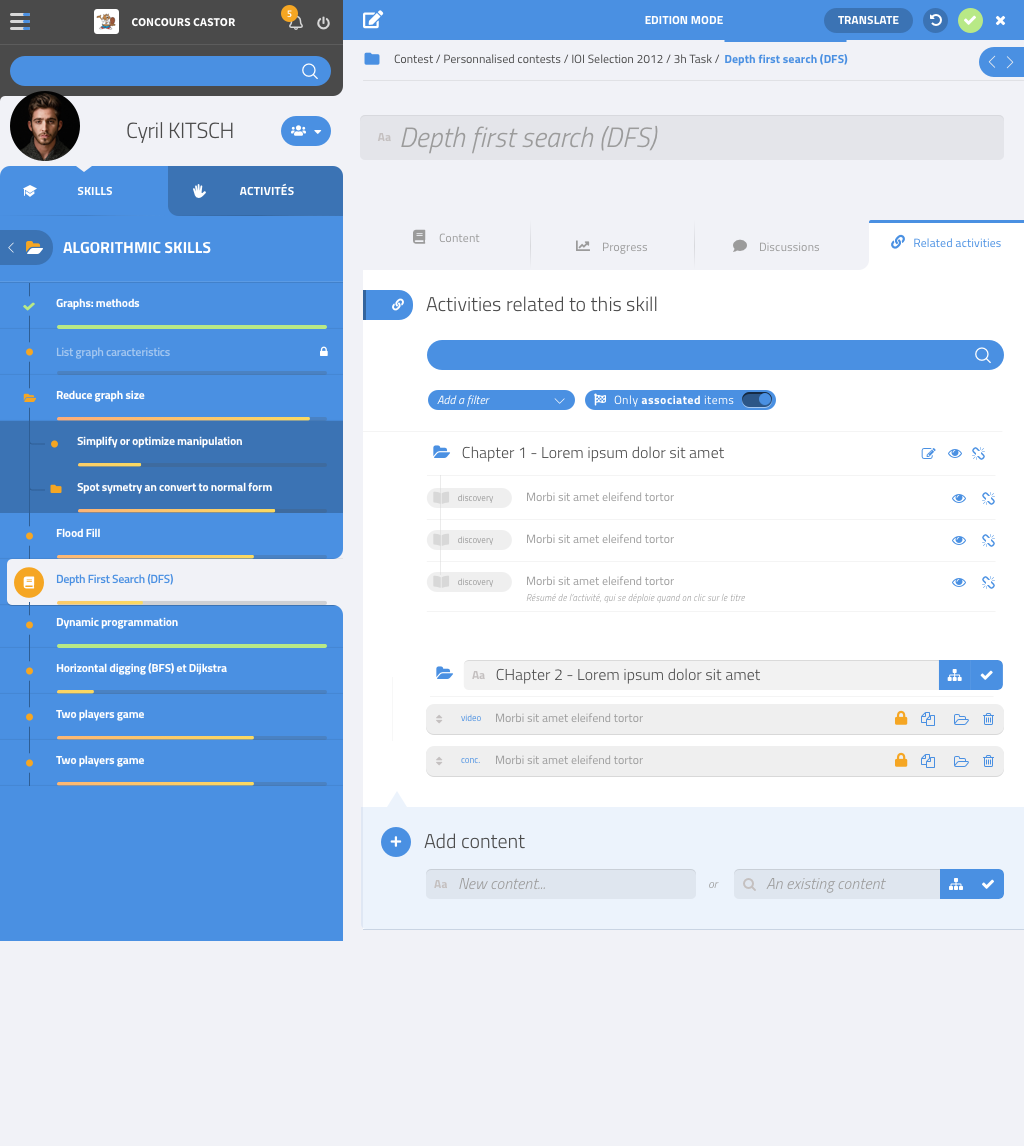 CONCOURS CASTOR
5
EDITION MODE
TRANSLATE
Contest / Personnalised contests / IOI Selection 2012 / 3h Task / Depth first search (DFS)
Cyril KITSCH
Aa Depth first search (DFS)
SKILLS
ACTIVITÉS
ALGORITHMIC SKILLS
Content
Progress
Discussions
Related activities
Graphs: methods
List graph caracteristics
Reduce graph size
Simplify or optimize manipulation
Spot symetry an convert to normal form
Flood Fill
Depth First Search (DFS)
Dynamic programmation
Horizontal digging (BFS) et Dijkstra
Two players game
Two players game
Activities related to this skill
Add a filter
Only associated items
Chapter 1 - Lorem ipsum dolor sit amet
discovery Morbi sit amet eleifend tortor
discovery Morbi sit amet eleifend tortor
discovery Morbi sit amet eleifend tortor
Résumé de l'activité, qui se déploie quand on clic sur le titre
Aa CHapter 2 - Lorem ipsum dolor sit amet
video Morbi sit amet eleifend tortor
conc. Morbi sit amet eleifend tortor
Add content
Aa New content... or An existing content